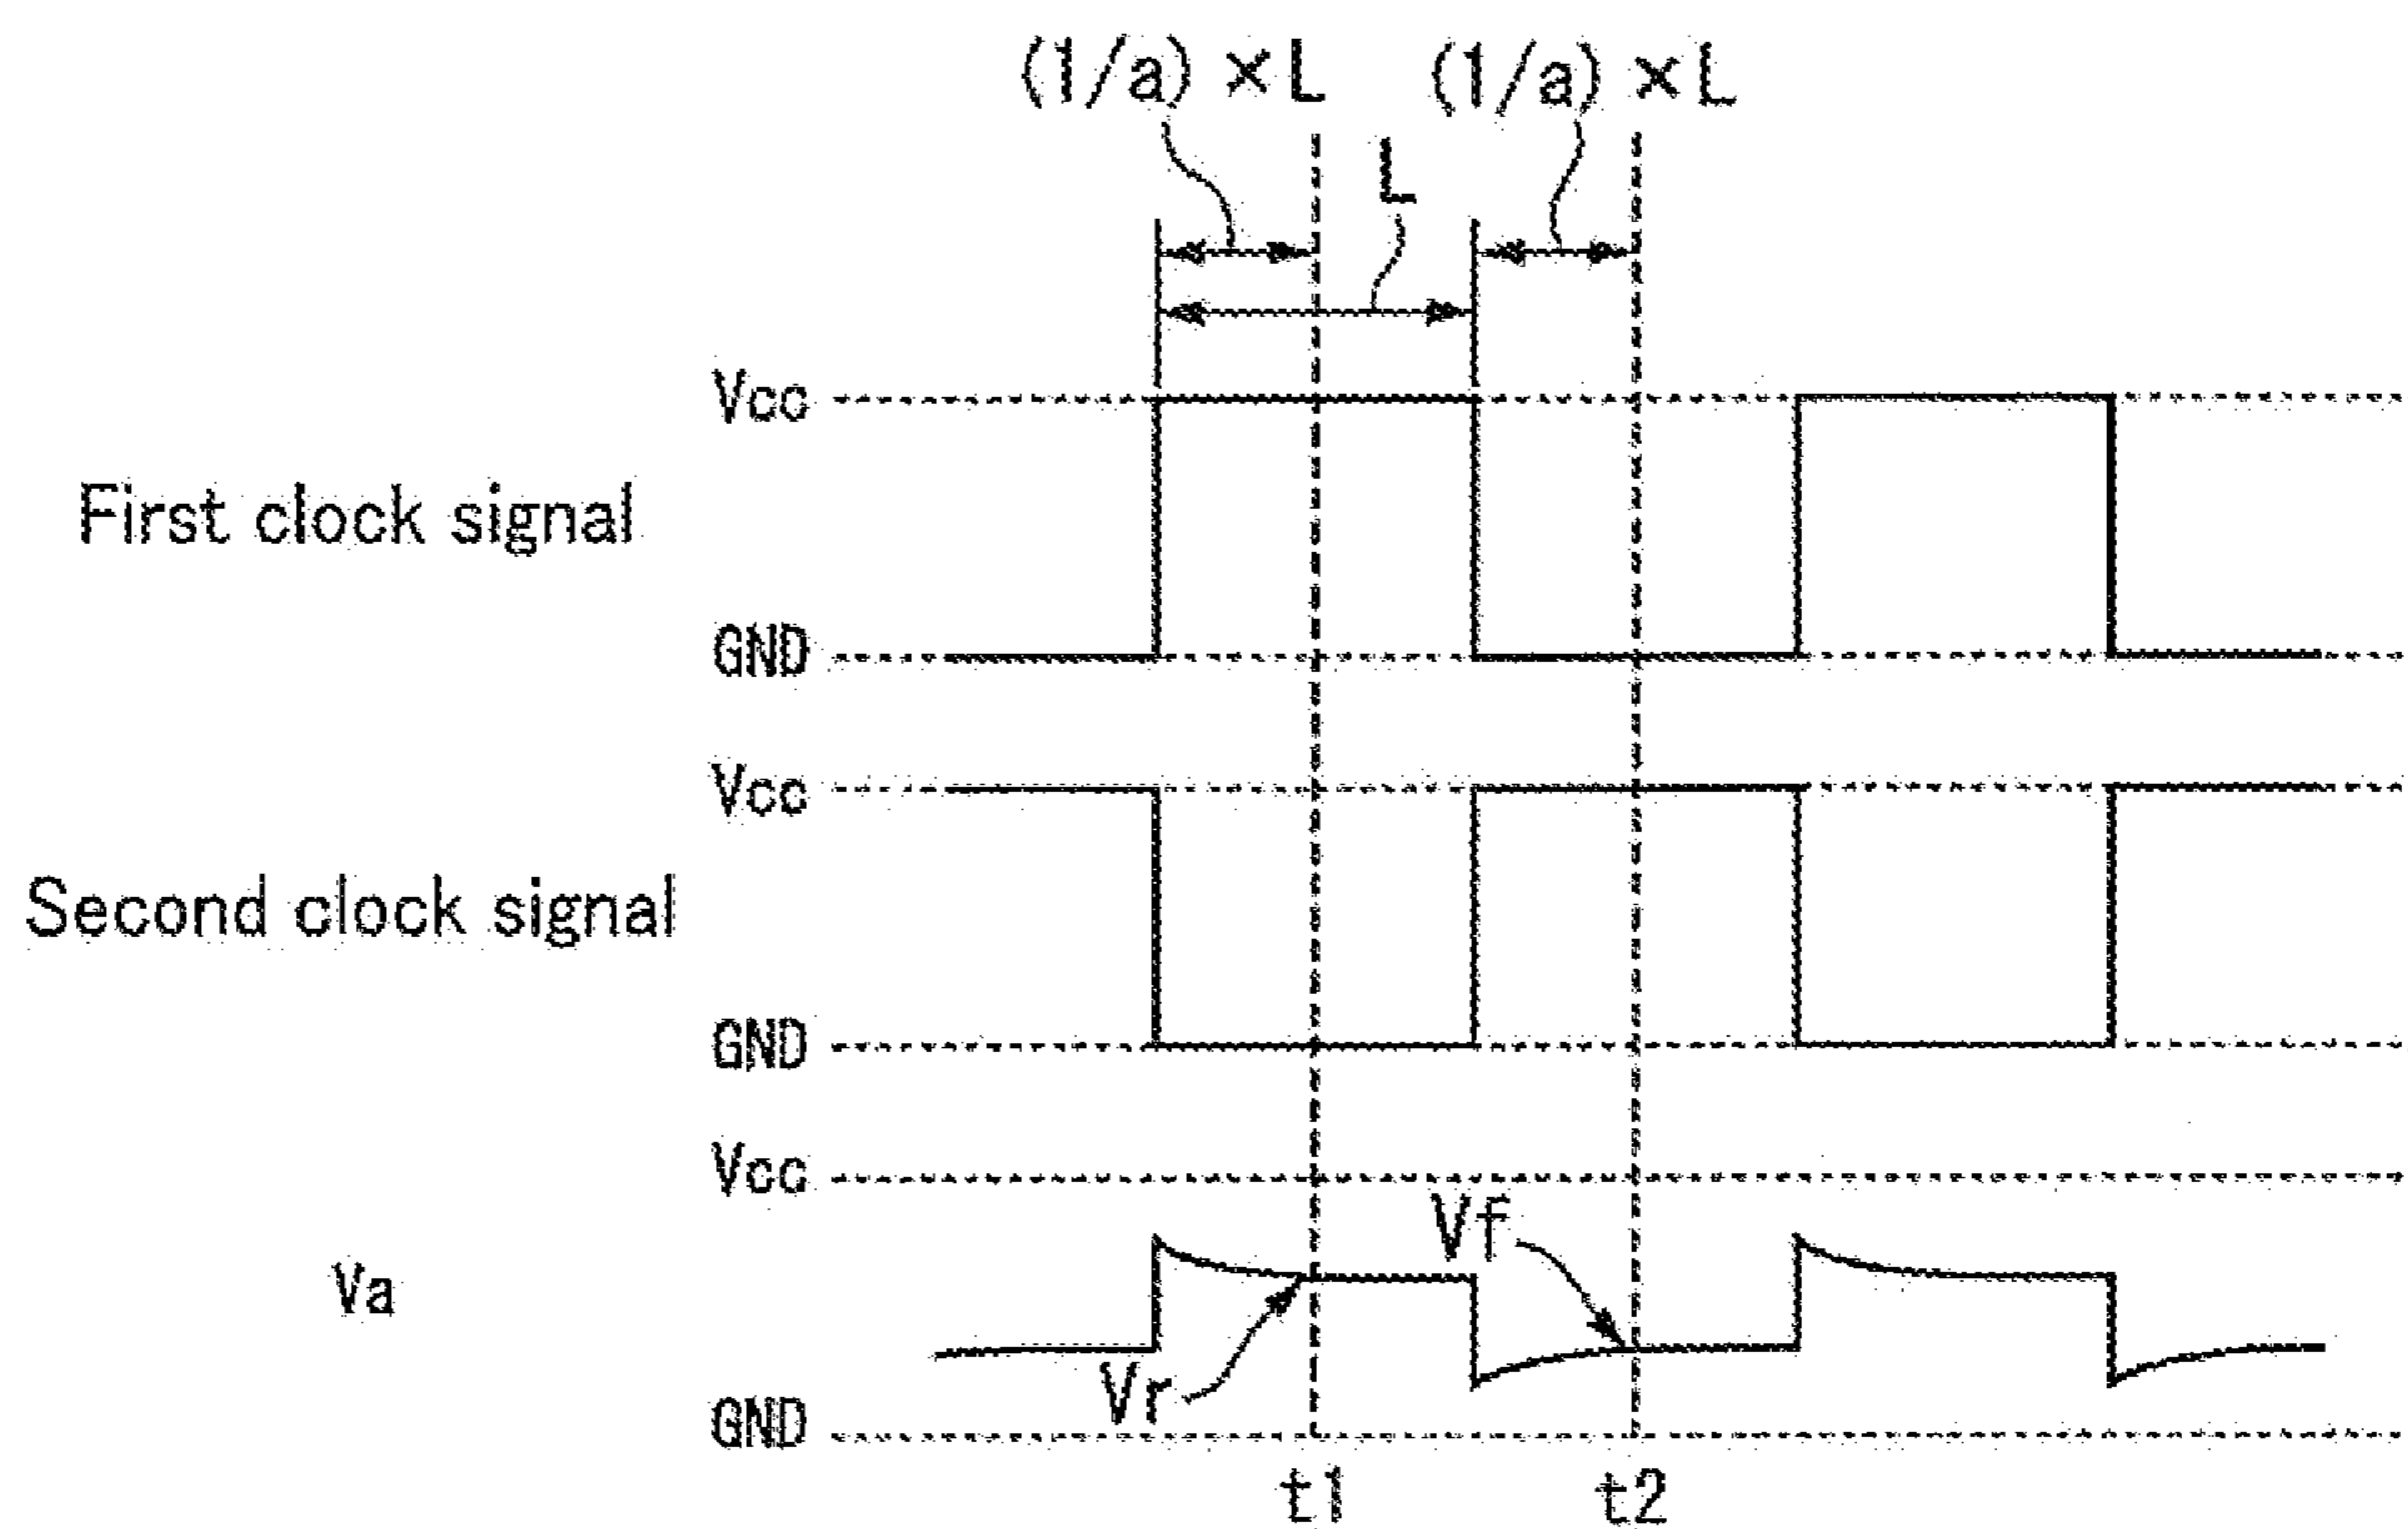 (1/a) × L (1/a) × L
L
Vcc
First clock signal
GND
Vcc
Second clock signal
GND
Vcc
Vf
Va
Vr
GND
t1 t2